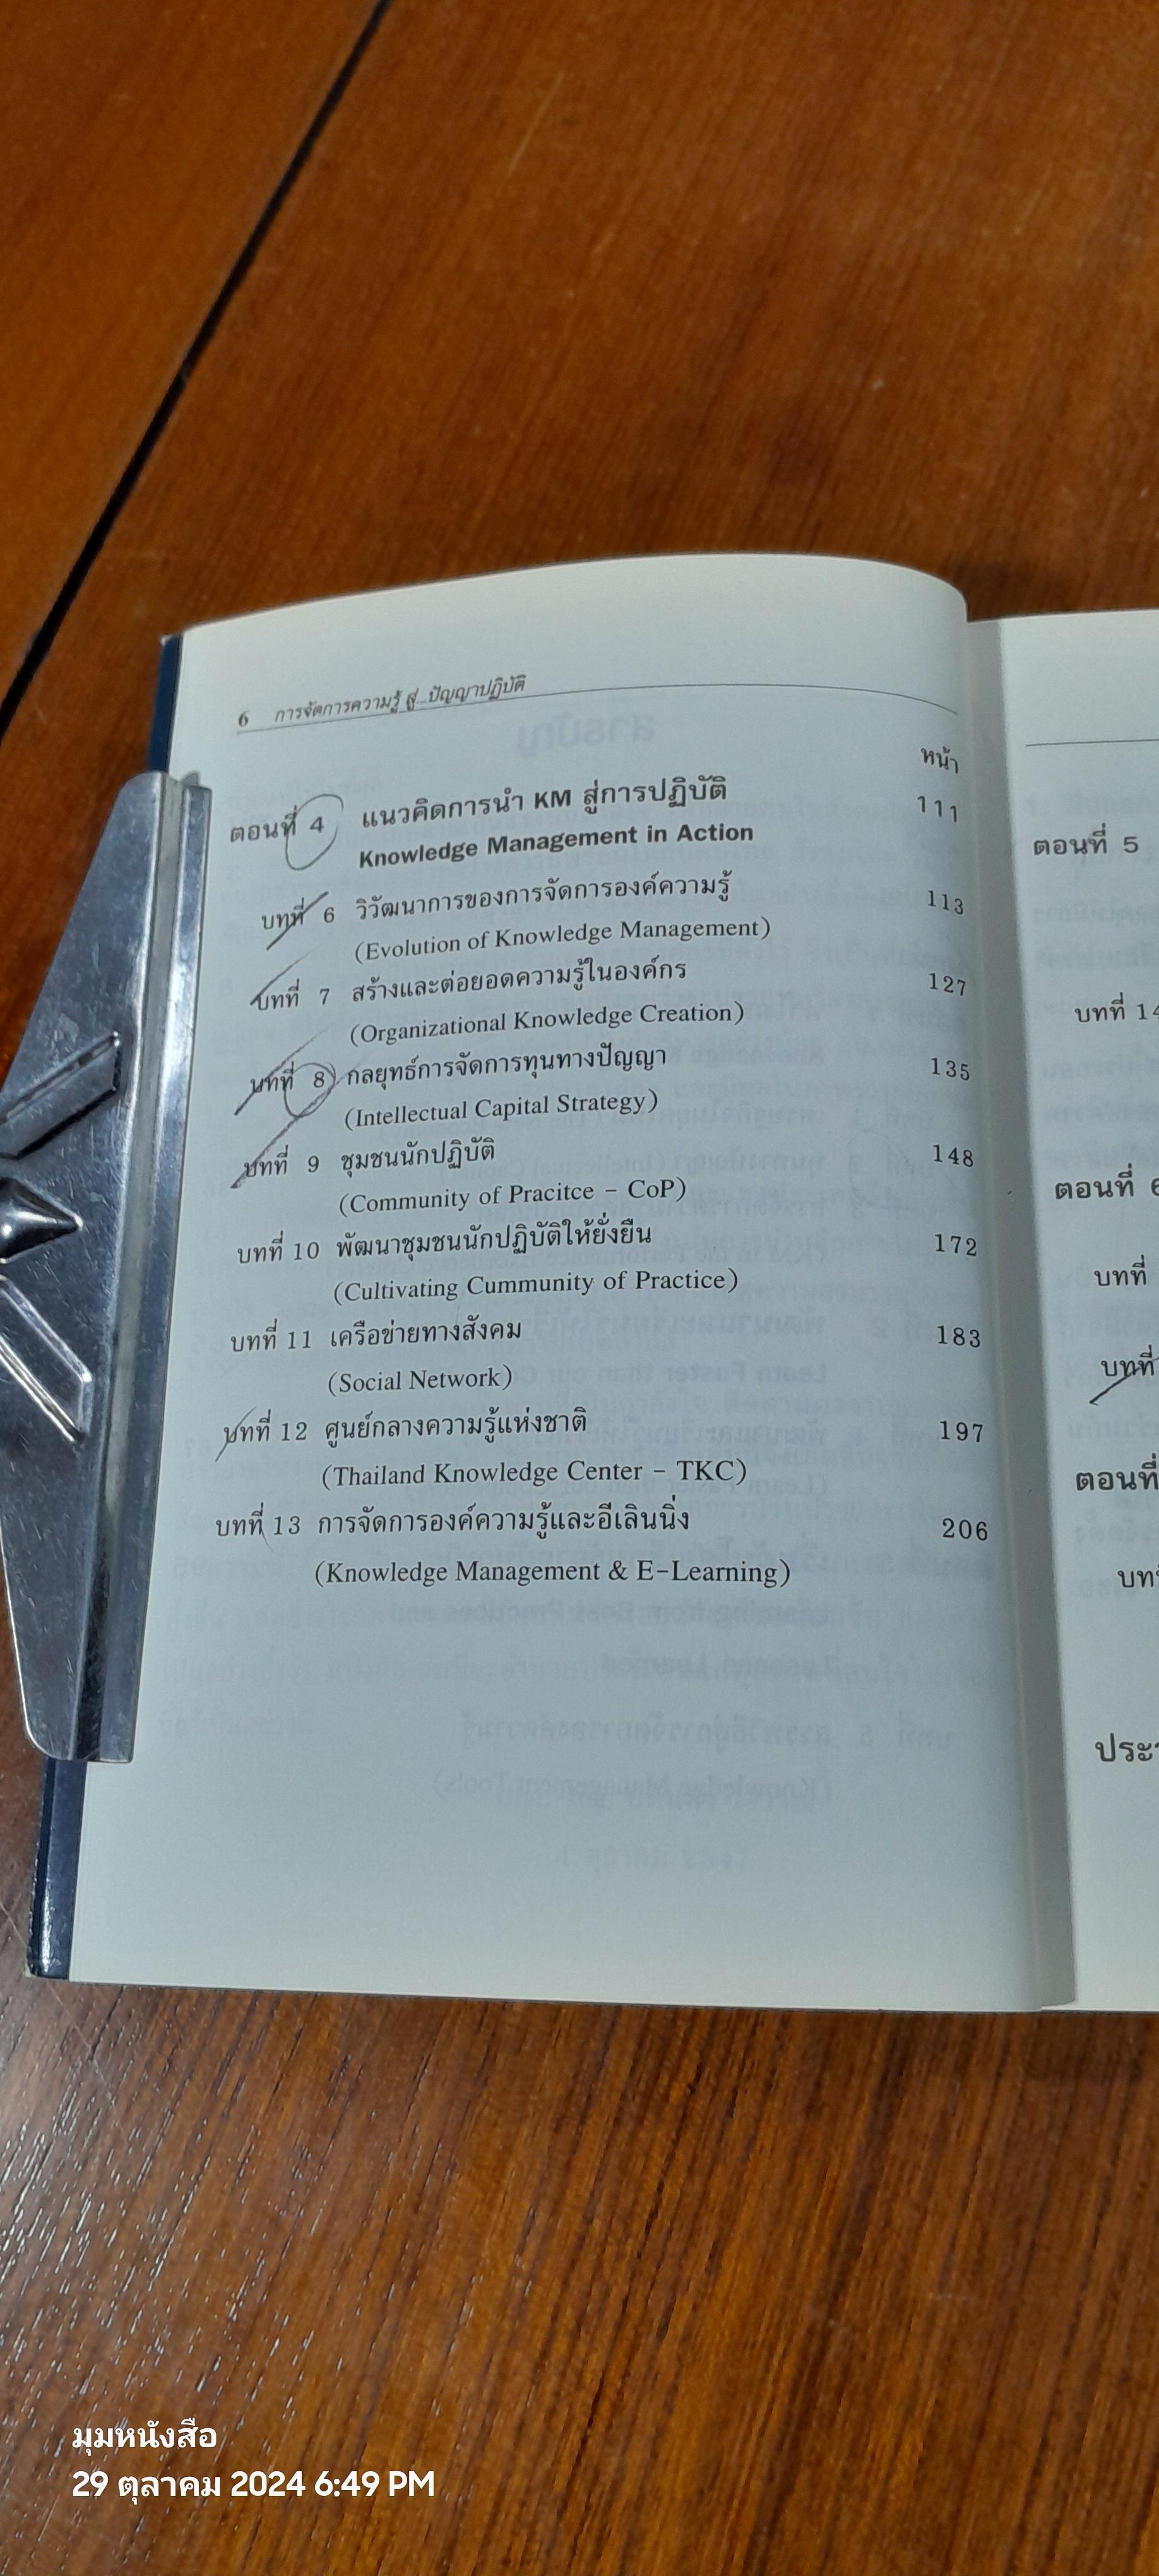 6 การจัดการความรู้ สู่...ปัญญาปฏิบัติ
หน้า
ตอนที่ 4 แนวคิดการนำ KM สู่การปฏิบัติ 111
Knowledge Management in Action
บทที่ 6 วิวัฒนาการของการจัดการองค์ความรู้ 113
(Evolution of Knowledge Management)
บทที่ 7 สร้างและต่อยอดความรู้ในองค์กร 127
(Organizational Knowledge Creation)
บทที่ 8 กลยุทธ์การจัดการทุนทางปัญญา 135
(Intellectual Capital Strategy)
บทที่ 9 ชุมชนนักปฏิบัติ 148
(Community of Pracitce - CoP)
บทที่ 10 พัฒนาชุมชนนักปฏิบัติให้ยั่งยืน 172
(Cultivating Cummunity of Practice)
บทที่ 11 เครือข่ายทางสังคม 183
(Social Network)
บทที่ 12 ศูนย์กลางความรู้แห่งชาติ 197
(Thailand Knowledge Center - TKC)
บทที่ 13 การจัดการองค์ความรู้และอีเลินนิ่ง 206
(Knowledge Management & E-Learning)
ตอนที่ 5
บทที่ 14
ตอนที่ 6
บทที่
บทที่
ตอนที่
มุมหนังสือ
29 ตุลาคม 2024 6:49 PM